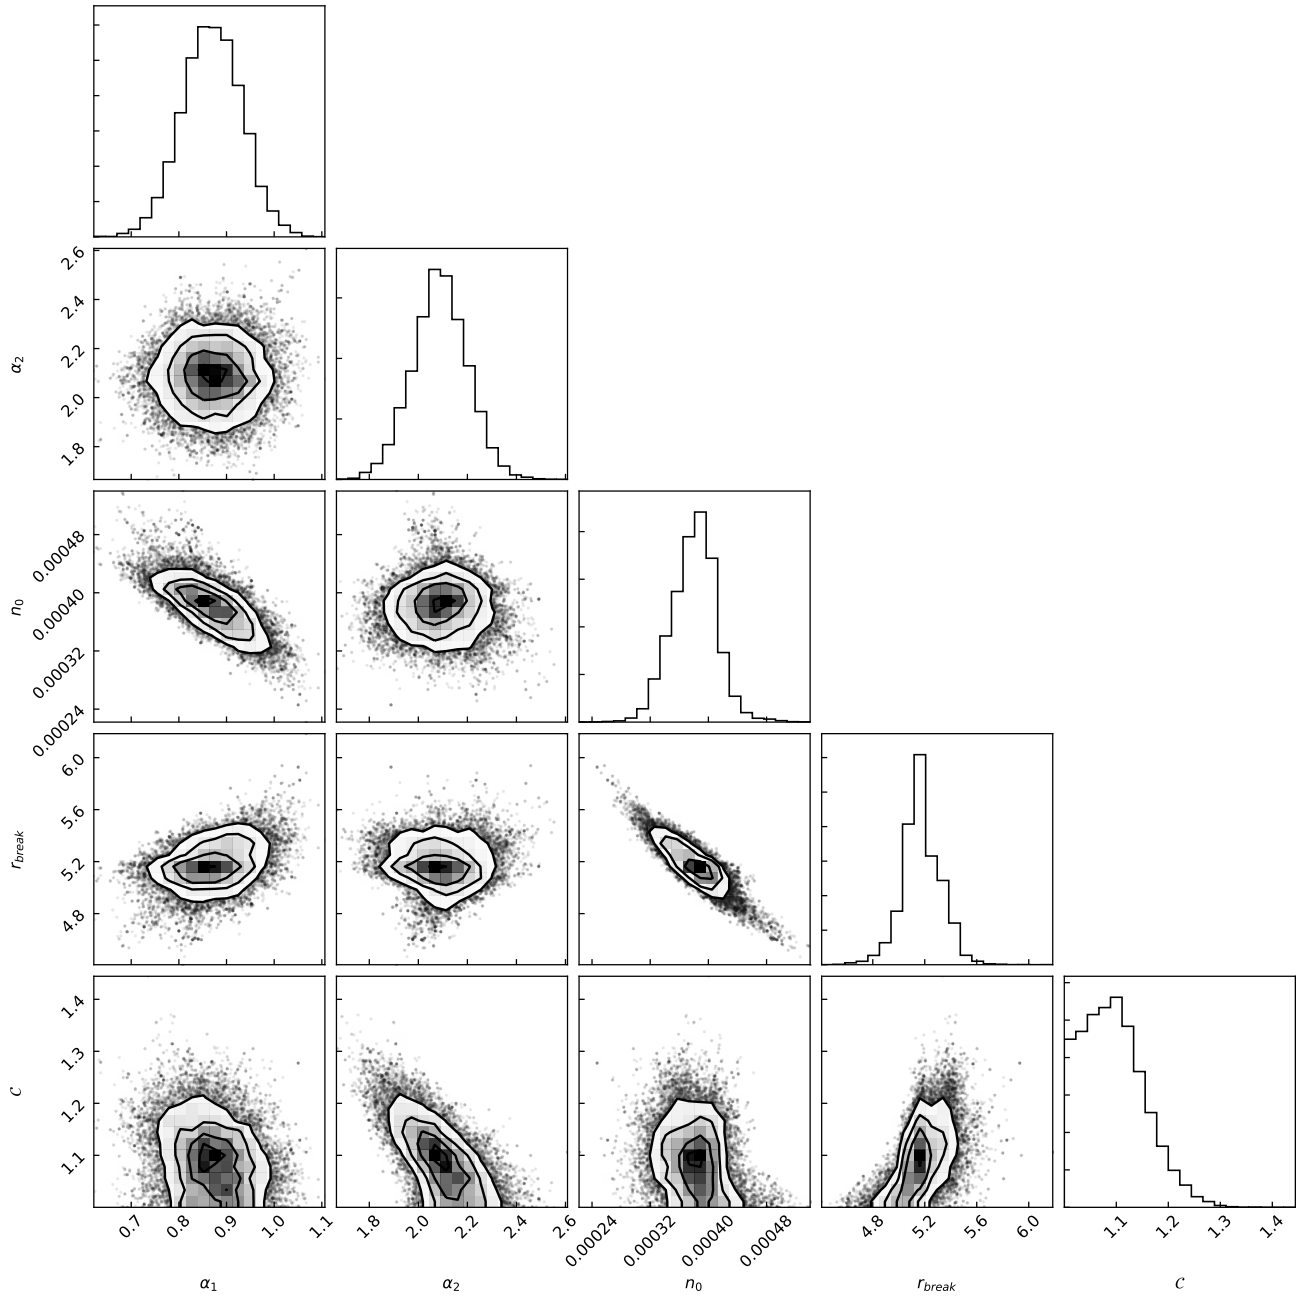 2.6
2.4
2.2
2.0
1.8
α₂
0.00048
0.00040
0.00032
0.00024
n₀
6.0
5.6
5.2
4.8
r_break
1.4
1.3
1.2
1.1
C
0.7 0.8 0.9 1.0 1.1
1.8 2.0 2.2 2.4 2.6
0.00024 0.00032 0.00040 0.00048
4.8 5.2 5.6 6.0
1.1 1.2 1.3 1.4
α₁ α₂ n₀ r_break C